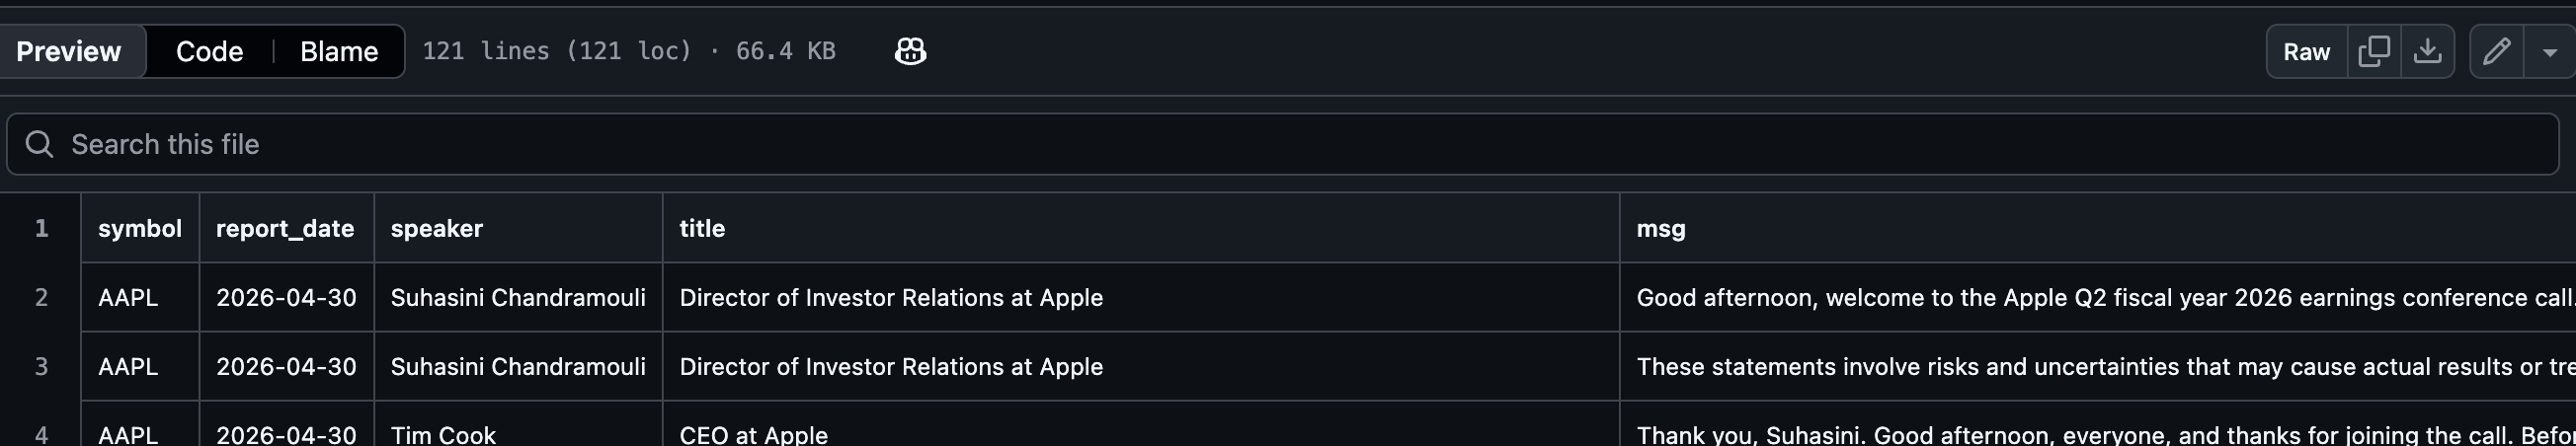 Preview Code Blame 121 lines (121 loc) · 66.4 KB Raw
Search this file
1 symbol report_date speaker title msg
2 AAPL 2026-04-30 Suhasini Chandramouli Director of Investor Relations at Apple Good afternoon, welcome to the Apple Q2 fiscal year 2026 earnings conference call.
3 AAPL 2026-04-30 Suhasini Chandramouli Director of Investor Relations at Apple These statements involve risks and uncertainties that may cause actual results or tre
4 AAPL 2026-04-30 Tim Cook CEO at Apple Thank you, Suhasini. Good afternoon, everyone, and thanks for joining the call. Befo